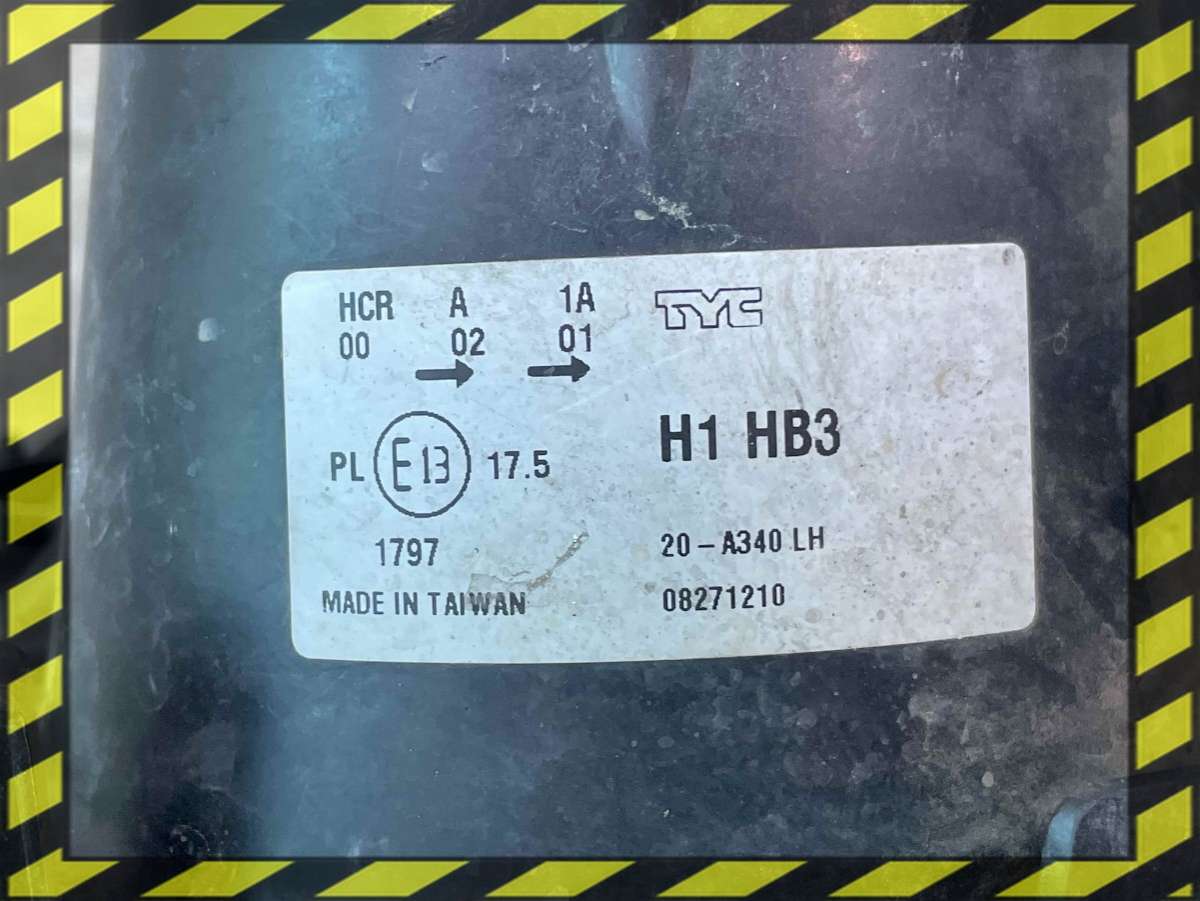 HCR A 1A TYC
00 02 01
H1 HB3
PL E13 17.5
20-A340 LH
1797
MADE IN TAIWAN
08271210